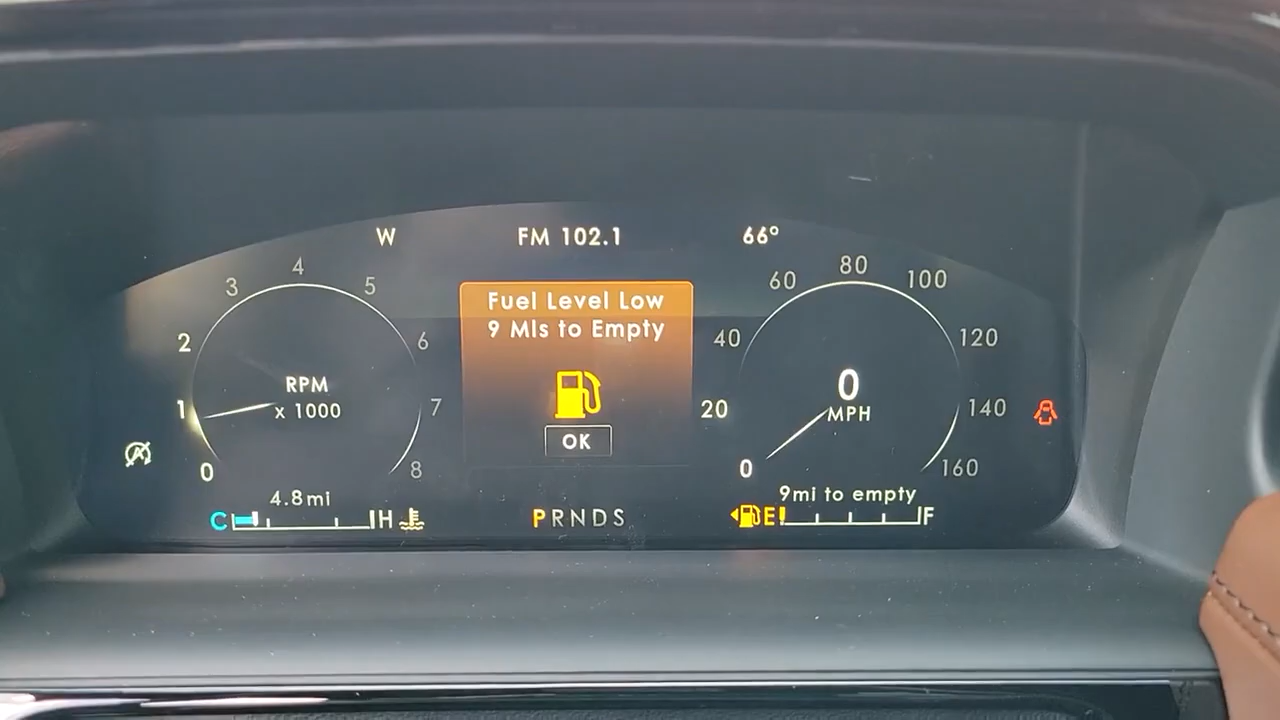 W
FM 102.1
66°
0
1
2
3
4
5
6
7
8
RPM
x 1000
Fuel Level Low
9 Mls to Empty
OK
0
20
40
60
80
100
120
140
160
0
MPH
4.8mi
C
H
PRNDS
9mi to empty
E
F